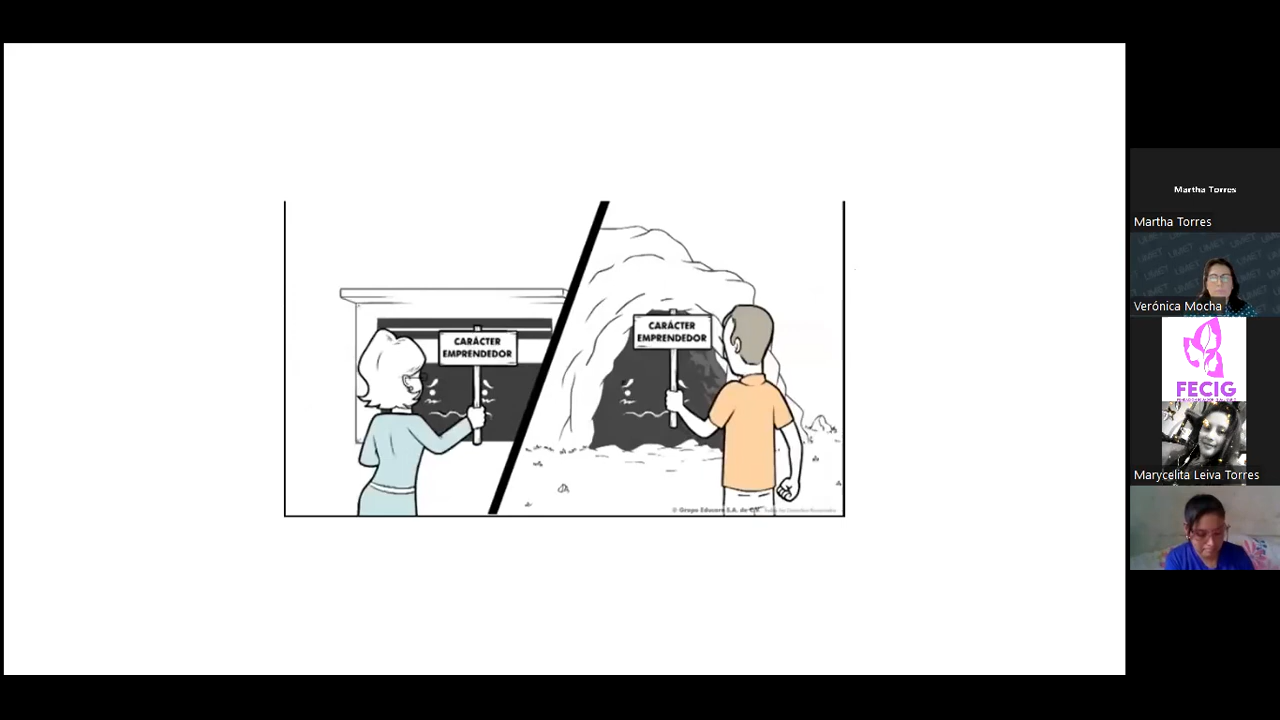 CARÁCTER
EMPRENDEDOR
CARÁCTER
EMPRENDEDOR
© Grupo Educare S.A. de
Martha Torres
Martha Torres
Verónica Mocha
FECIG
Marycelita Leiva Torres